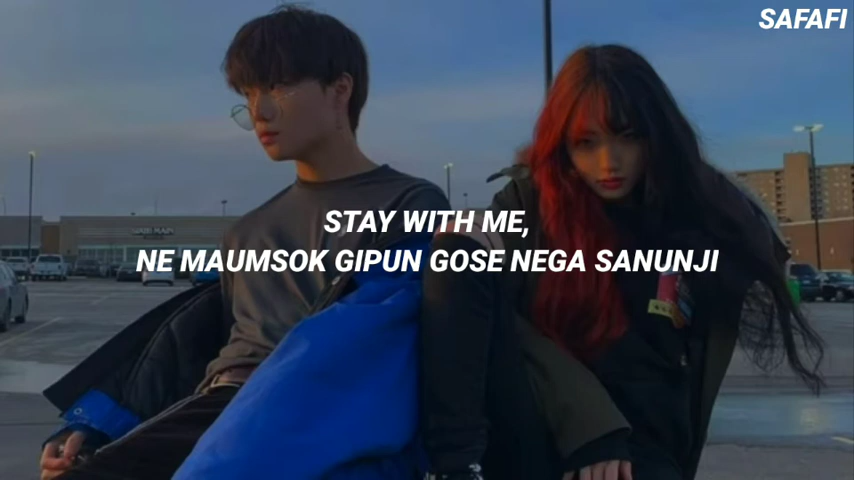 SAFAFI
STAY WITH ME,
NE MAUMSOK GIPUN GOSE NEGA SANUNJI